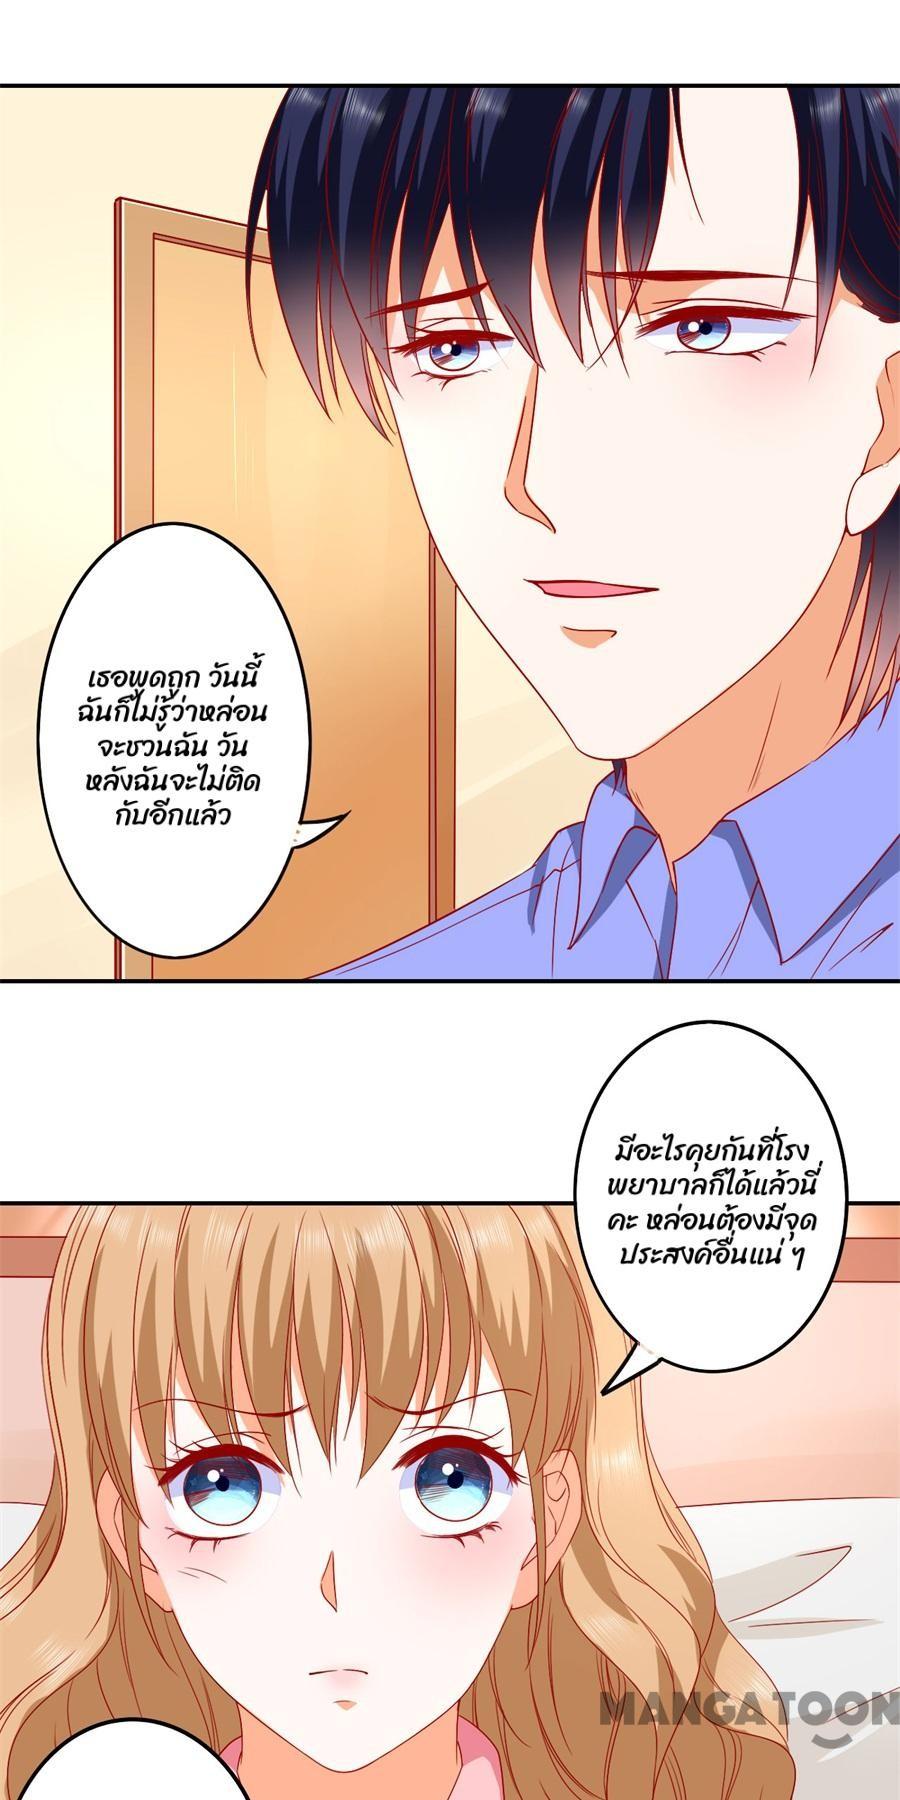 เธอพูดถูก วันนี้
ฉันก็ไม่รู้ว่าหล่อน
จะชวนฉัน วัน
หลังฉันจะไม่ติด
กับอีกแล้ว
มีอะไรคุยกันที่โรง
พยาบาลก็ได้แล้วนี่
คะ หล่อนต้องมีจุด
ประสงค์อื่นแน่ ๆ
MANGATOON